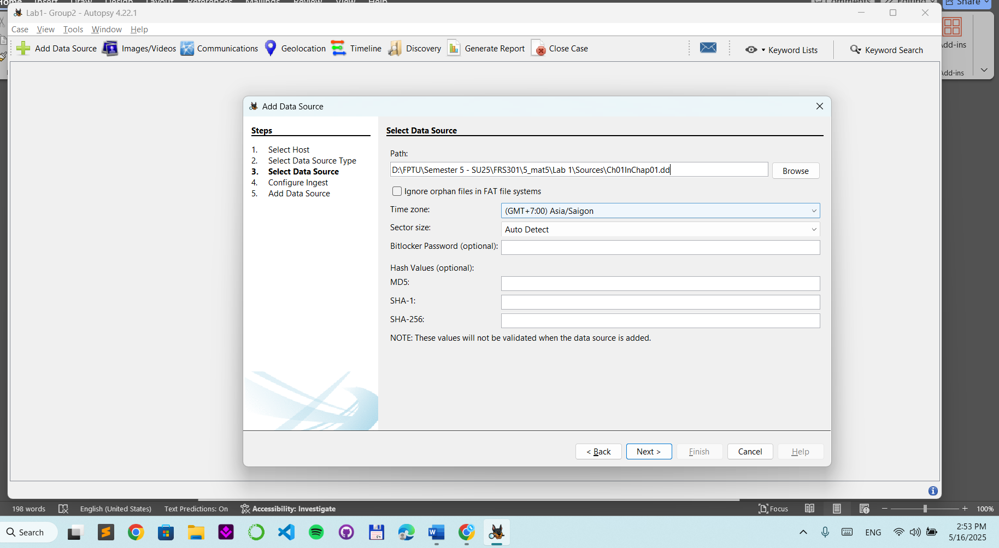 Lab1- Group2 - Autopsy 4.22.1
Share
Case View Tools Window Help
Add Data Source Images/Videos Communications Geolocation Timeline Discovery Generate Report Close Case Keyword Lists Keyword Search
Add-ins
Add-ins
Add Data Source
Steps
1. Select Host
2. Select Data Source Type
3. Select Data Source
4. Configure Ingest
5. Add Data Source
Select Data Source
Path:
D:\FPTU\Semester 5 - SU25\FRS301\5_mat5\Lab 1\Sources\Ch01InChap01.dd
Browse
Ignore orphan files in FAT file systems
Time zone: (GMT+7:00) Asia/Saigon
Sector size: Auto Detect
Bitlocker Password (optional):
Hash Values (optional):
MD5:
SHA-1:
SHA-256:
NOTE: These values will not be validated when the data source is added.
< Back Next > Finish Cancel Help
198 words English (United States) Text Predictions: On Accessibility: Investigate Focus 100%
Search ENG 2:53 PM
5/16/2025